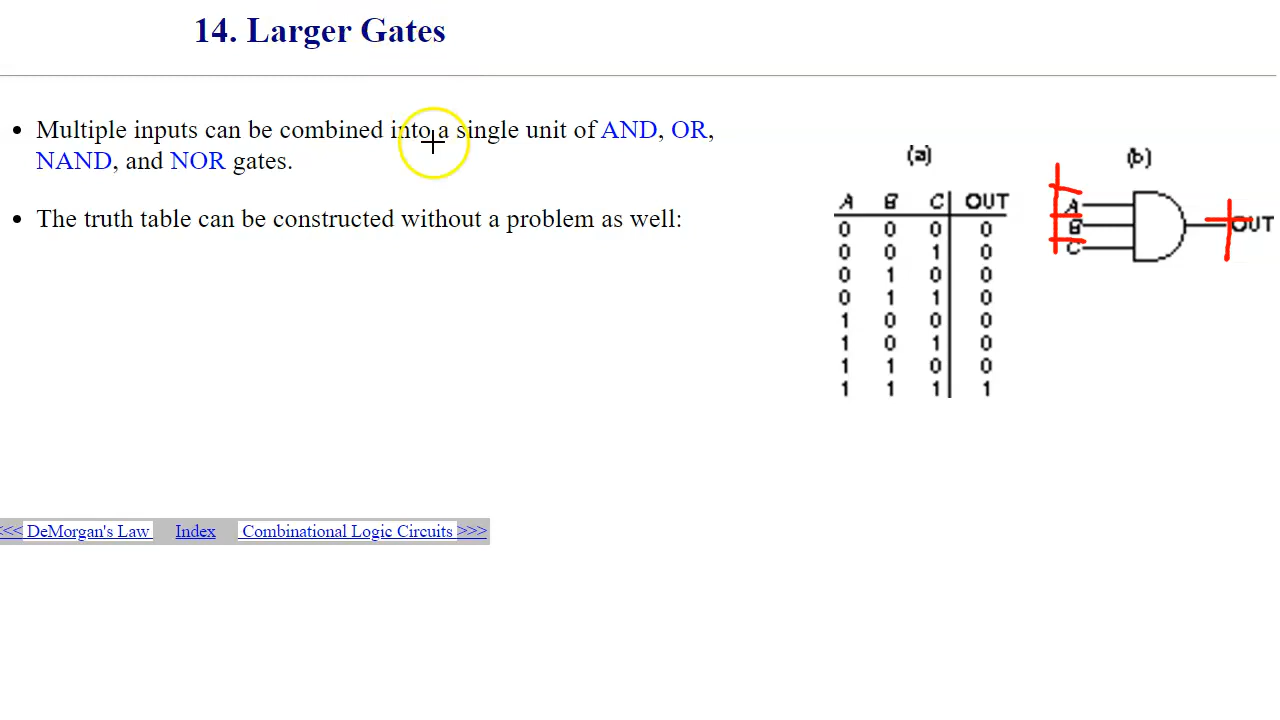 14. Larger Gates
Multiple inputs can be combined into a single unit of AND, OR,
NAND, and NOR gates.
The truth table can be constructed without a problem as well:
(a)
A B C OUT
0 0 0 0
0 0 1 0
0 1 0 0
0 1 1 0
1 0 0 0
1 0 1 0
1 1 0 0
1 1 1 1
(b)
A
B
C
OUT
<<< DeMorgan's Law Index Combinational Logic Circuits >>>